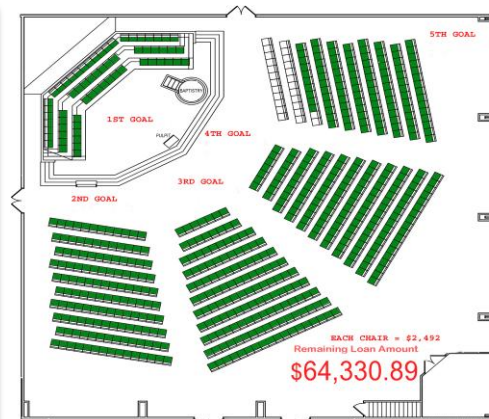 5TH GOAL
BAPTISTRY
1ST GOAL
4TH GOAL
PULPIT
3RD GOAL
2ND GOAL
EACH CHAIR = $2,492
Remaining Loan Amount
$64,330.89